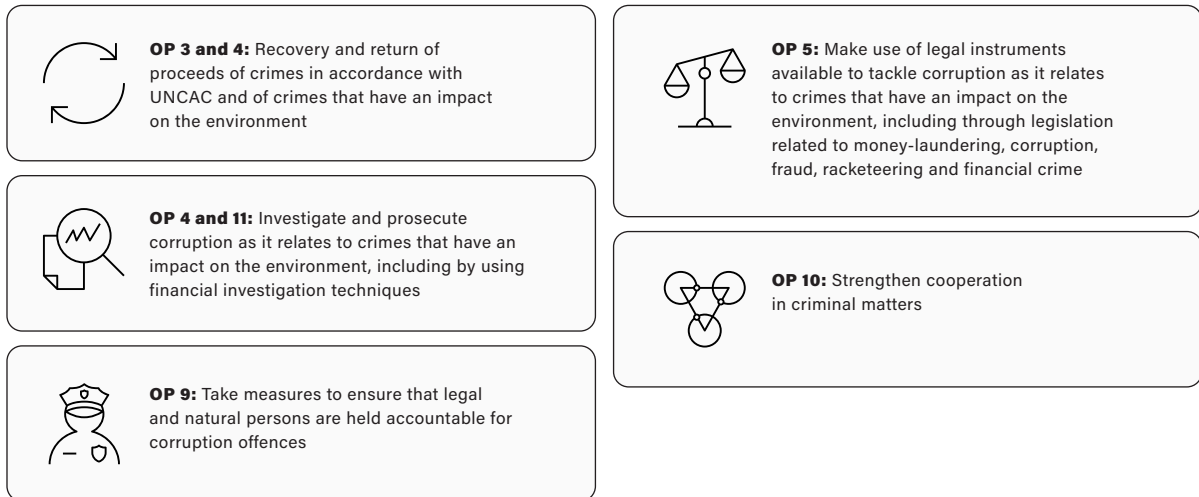 OP 3 and 4: Recovery and return of
proceeds of crimes in accordance with
UNCAC and of crimes that have an impact
on the environment
OP 4 and 11: Investigate and prosecute
corruption as it relates to crimes that have an
impact on the environment, including by using
financial investigation techniques
OP 9: Take measures to ensure that legal
and natural persons are held accountable for
corruption offences
OP 5: Make use of legal instruments
available to tackle corruption as it relates
to crimes that have an impact on the
environment, including through legislation
related to money-laundering, corruption,
fraud, racketeering and financial crime
OP 10: Strengthen cooperation
in criminal matters